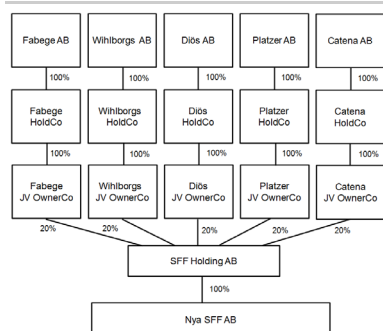 Fabege AB Wihlborgs AB Diös AB Platzer AB Catena AB
100% 100% 100% 100% 100%
Fabege Wihlborgs Diös Platzer Catena
HoldCo HoldCo HoldCo HoldCo HoldCo
100% 100% 100% 100% 100%
Fabege Wihlborgs Diös Platzer Catena
JV OwnerCo JV OwnerCo JV OwnerCo JV OwnerCo JV OwnerCo
20% 20% 20% 20% 20%
SFF Holding AB
100%
Nya SFF AB